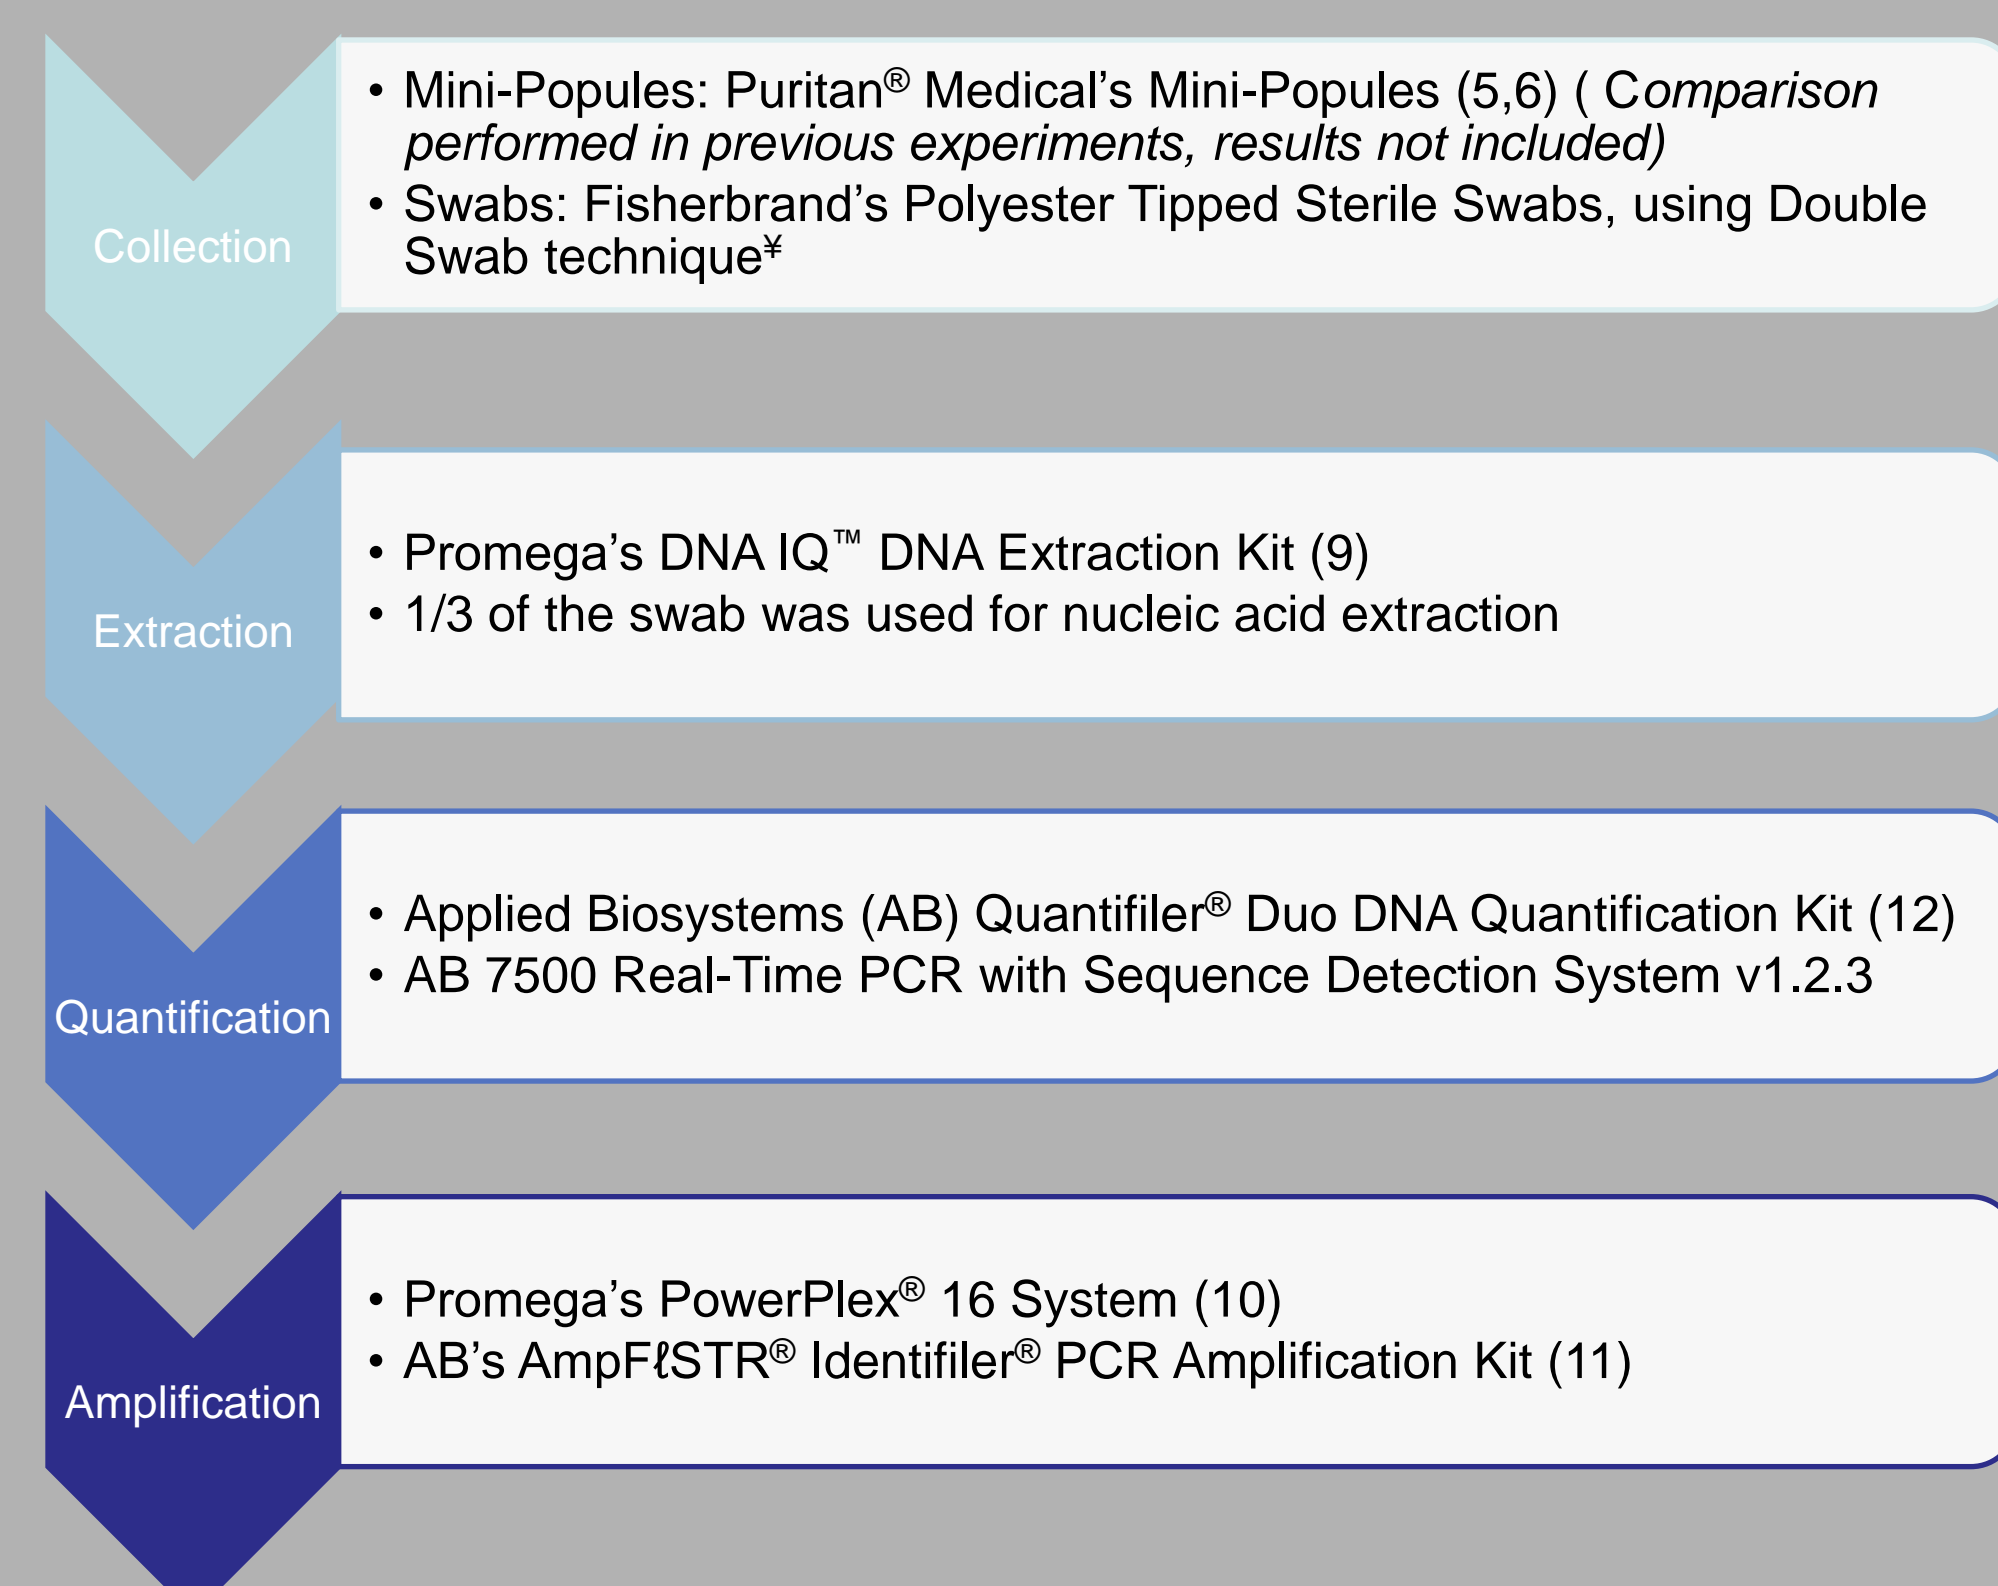 Collection
• Mini-Popules: Puritan® Medical’s Mini-Popules (5,6) ( Comparison
performed in previous experiments, results not included)
• Swabs: Fisherbrand’s Polyester Tipped Sterile Swabs, using Double
Swab technique¥
Extraction
• Promega’s DNA IQ™ DNA Extraction Kit (9)
• 1/3 of the swab was used for nucleic acid extraction
Quantification
• Applied Biosystems (AB) Quantifiler® Duo DNA Quantification Kit (12)
• AB 7500 Real-Time PCR with Sequence Detection System v1.2.3
Amplification
• Promega’s PowerPlex® 16 System (10)
• AB’s AmpFℓSTR® Identifiler® PCR Amplification Kit (11)